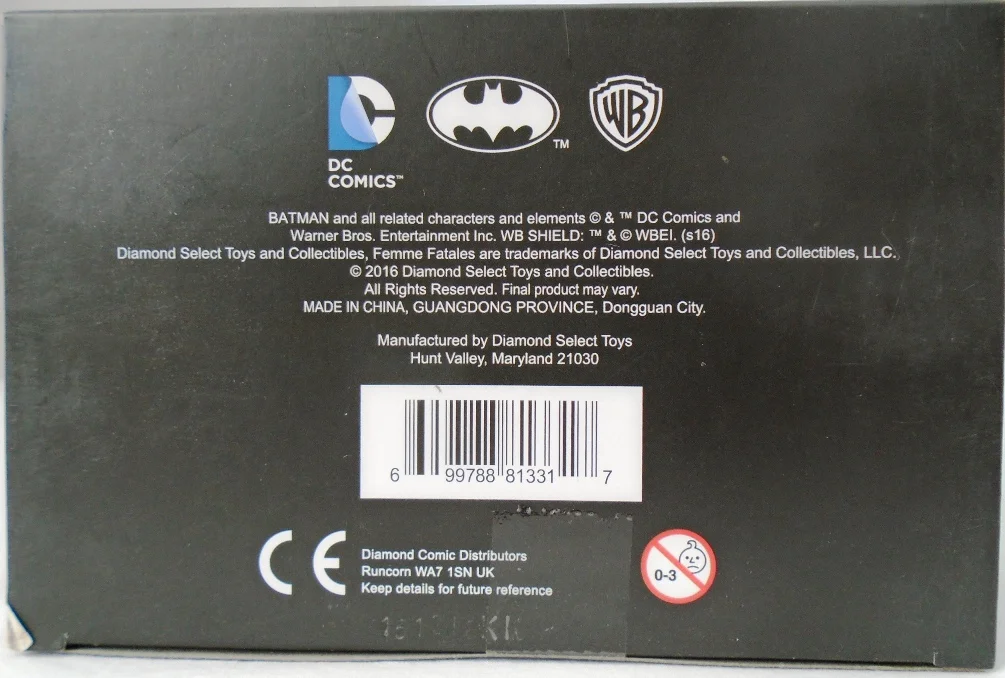 DC
COMICS™
TM
WB
BATMAN and all related characters and elements © & ™ DC Comics and
Warner Bros. Entertainment Inc. WB SHIELD: ™ & © WBEI. (s16)
Diamond Select Toys and Collectibles, Femme Fatales are trademarks of Diamond Select Toys and Collectibles, LLC.
© 2016 Diamond Select Toys and Collectibles.
All Rights Reserved. Final product may vary.
MADE IN CHINA, GUANGDONG PROVINCE, Dongguan City.
Manufactured by Diamond Select Toys
Hunt Valley, Maryland 21030
6 99788 81331 7
CE
Diamond Comic Distributors
Runcorn WA7 1SN UK
Keep details for future reference
0-3